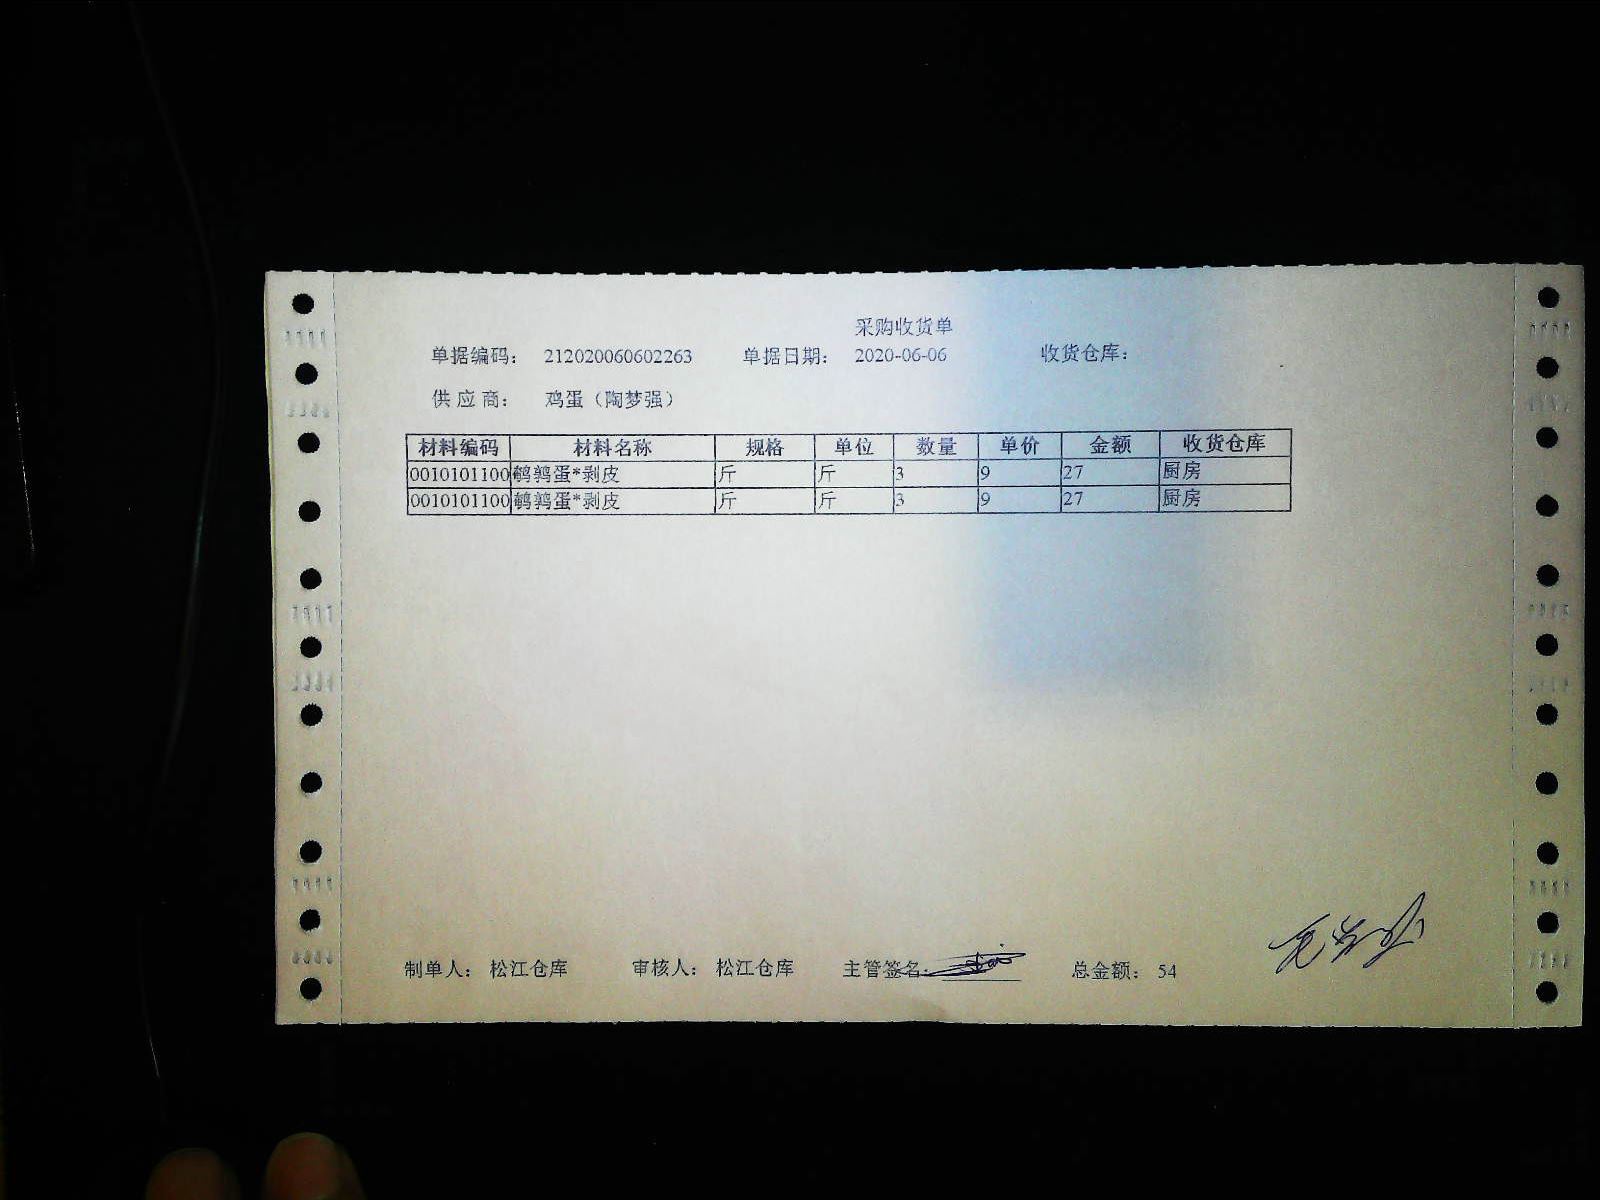 采购收货单
单据编码： 212020060602263 单据日期： 2020-06-06 收货仓库：
供应商： 鸡蛋（陶梦强）
材料编码 材料名称 规格 单位 数量 单价 金额 收货仓库
0010101100 鹌鹑蛋*剥皮 斤 斤 3 9 27 厨房
0010101100 鹌鹑蛋*剥皮 斤 斤 3 9 27 厨房
制单人： 松江仓库 审核人： 松江仓库 主管签名： 总金额： 54